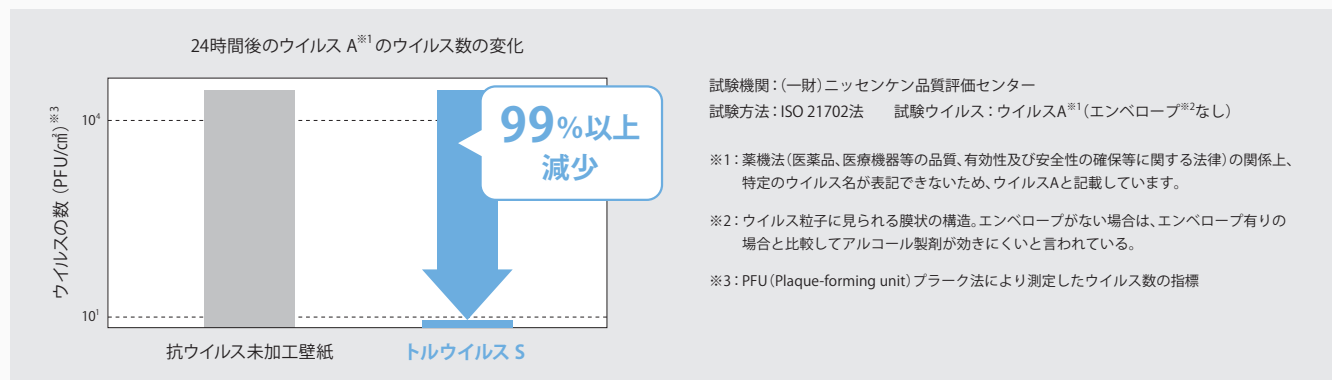 24時間後のウイルス A※1のウイルス数の変化
ウイルスの数 (PFU/㎠)※3
10⁴
10¹
99%以上
減少
抗ウイルス未加工壁紙
トルウイルス S
試験機関：(一財)ニッセンケン品質評価センター
試験方法：ISO 21702法 試験ウイルス：ウイルスA※1(エンベロープ※2なし)
※1：薬機法(医薬品、医療機器等の品質、有効性及び安全性の確保等に関する法律)の関係上、
特定のウイルス名が表記できないため、ウイルスAと記載しています。
※2：ウイルス粒子に見られる膜状の構造。エンベロープがない場合は、エンベロープ有りの
場合と比較してアルコール製剤が効きにくいと言われている。
※3：PFU(Plaque-forming unit)プラーク法により測定したウイルス数の指標